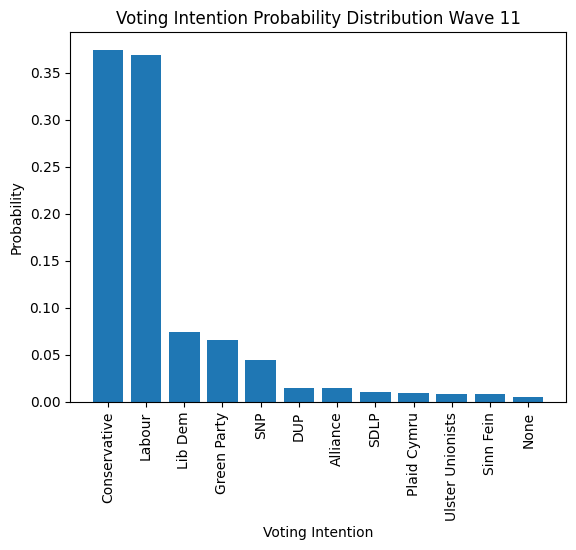 Voting Intention Probability Distribution Wave 11
Probability
0.35
0.30
0.25
0.20
0.15
0.10
0.05
0.00
Conservative
Labour
Lib Dem
Green Party
SNP
DUP
Alliance
SDLP
Plaid Cymru
Ulster Unionists
Sinn Fein
None
Voting Intention